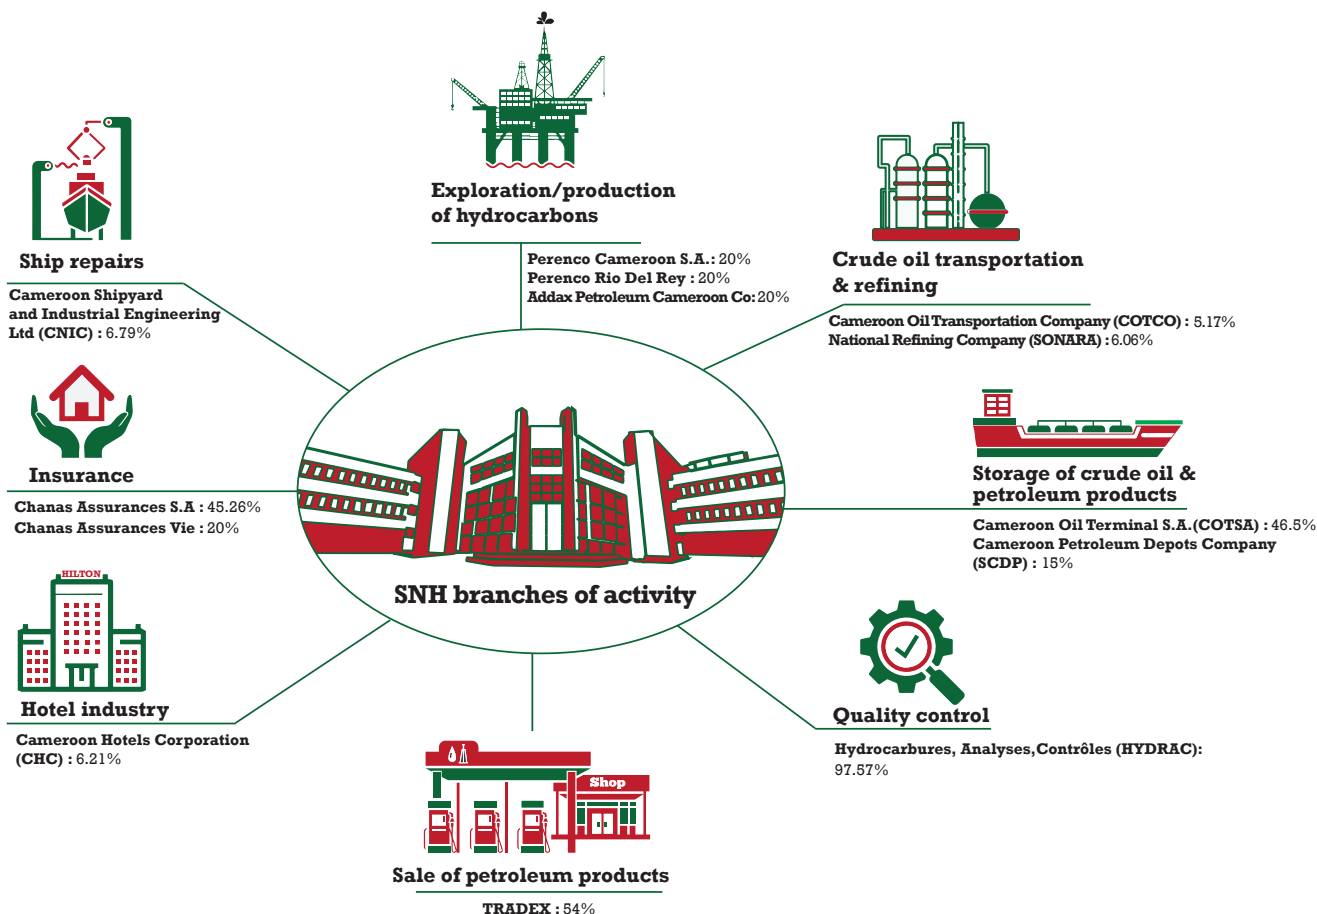 Exploration/production
of hydrocarbons
Perenco Cameroon S.A.: 20%
Perenco Rio Del Rey : 20%
Addax Petroleum Cameroon Co: 20%
Crude oil transportation
& refining
Cameroon Oil Transportation Company (COTCO) : 5.17%
National Refining Company (SONARA) : 6.06%
Storage of crude oil &
petroleum products
Cameroon Oil Terminal S.A.(COTSA) : 46.5%
Cameroon Petroleum Depots Company
(SCDP) : 15%
Quality control
Hydrocarbures, Analyses,Contrôles (HYDRAC):
97.57%
Shop
Sale of petroleum products
TRADEX : 54%
HILTON
Hotel industry
Cameroon Hotels Corporation
(CHC) : 6.21%
Insurance
Chanas Assurances S.A : 45.26%
Chanas Assurances Vie : 20%
Ship repairs
Cameroon Shipyard
and Industrial Engineering
Ltd (CNIC) : 6.79%
SNH branches of activity